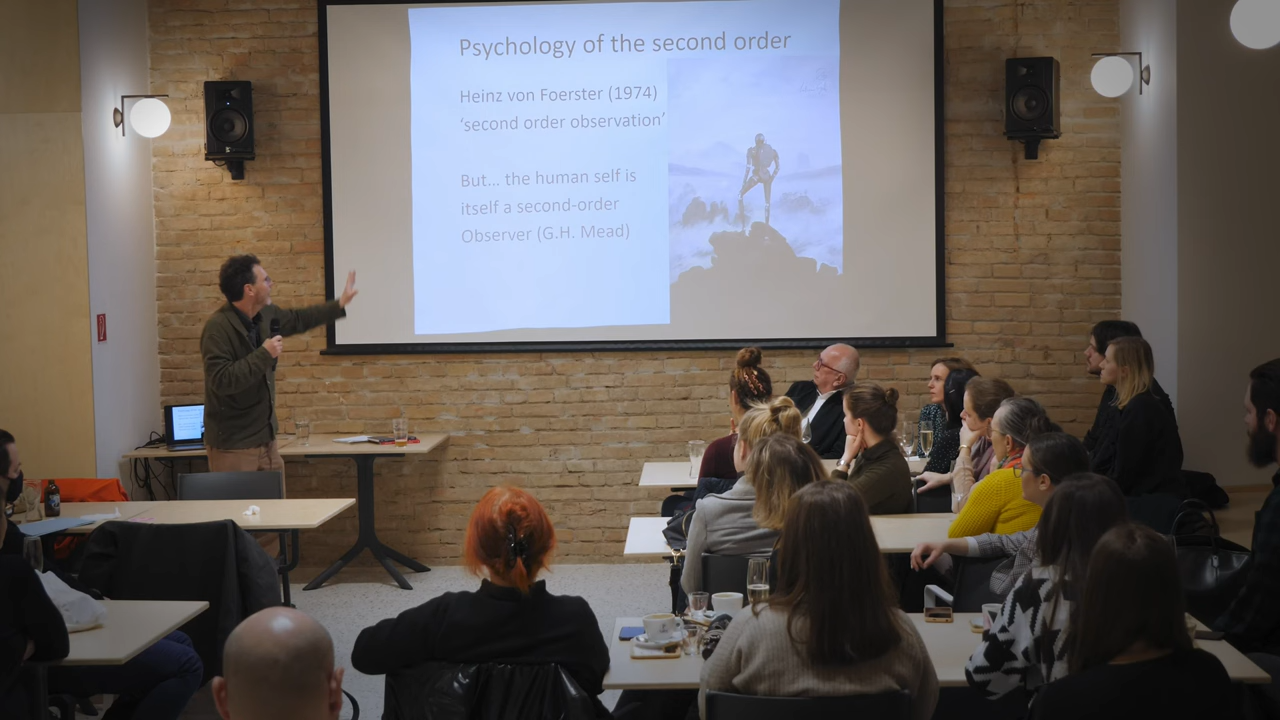 Psychology of the second order
Heinz von Foerster (1974)
‘second order observation’
But... the human self is
itself a second-order
Observer (G.H. Mead)